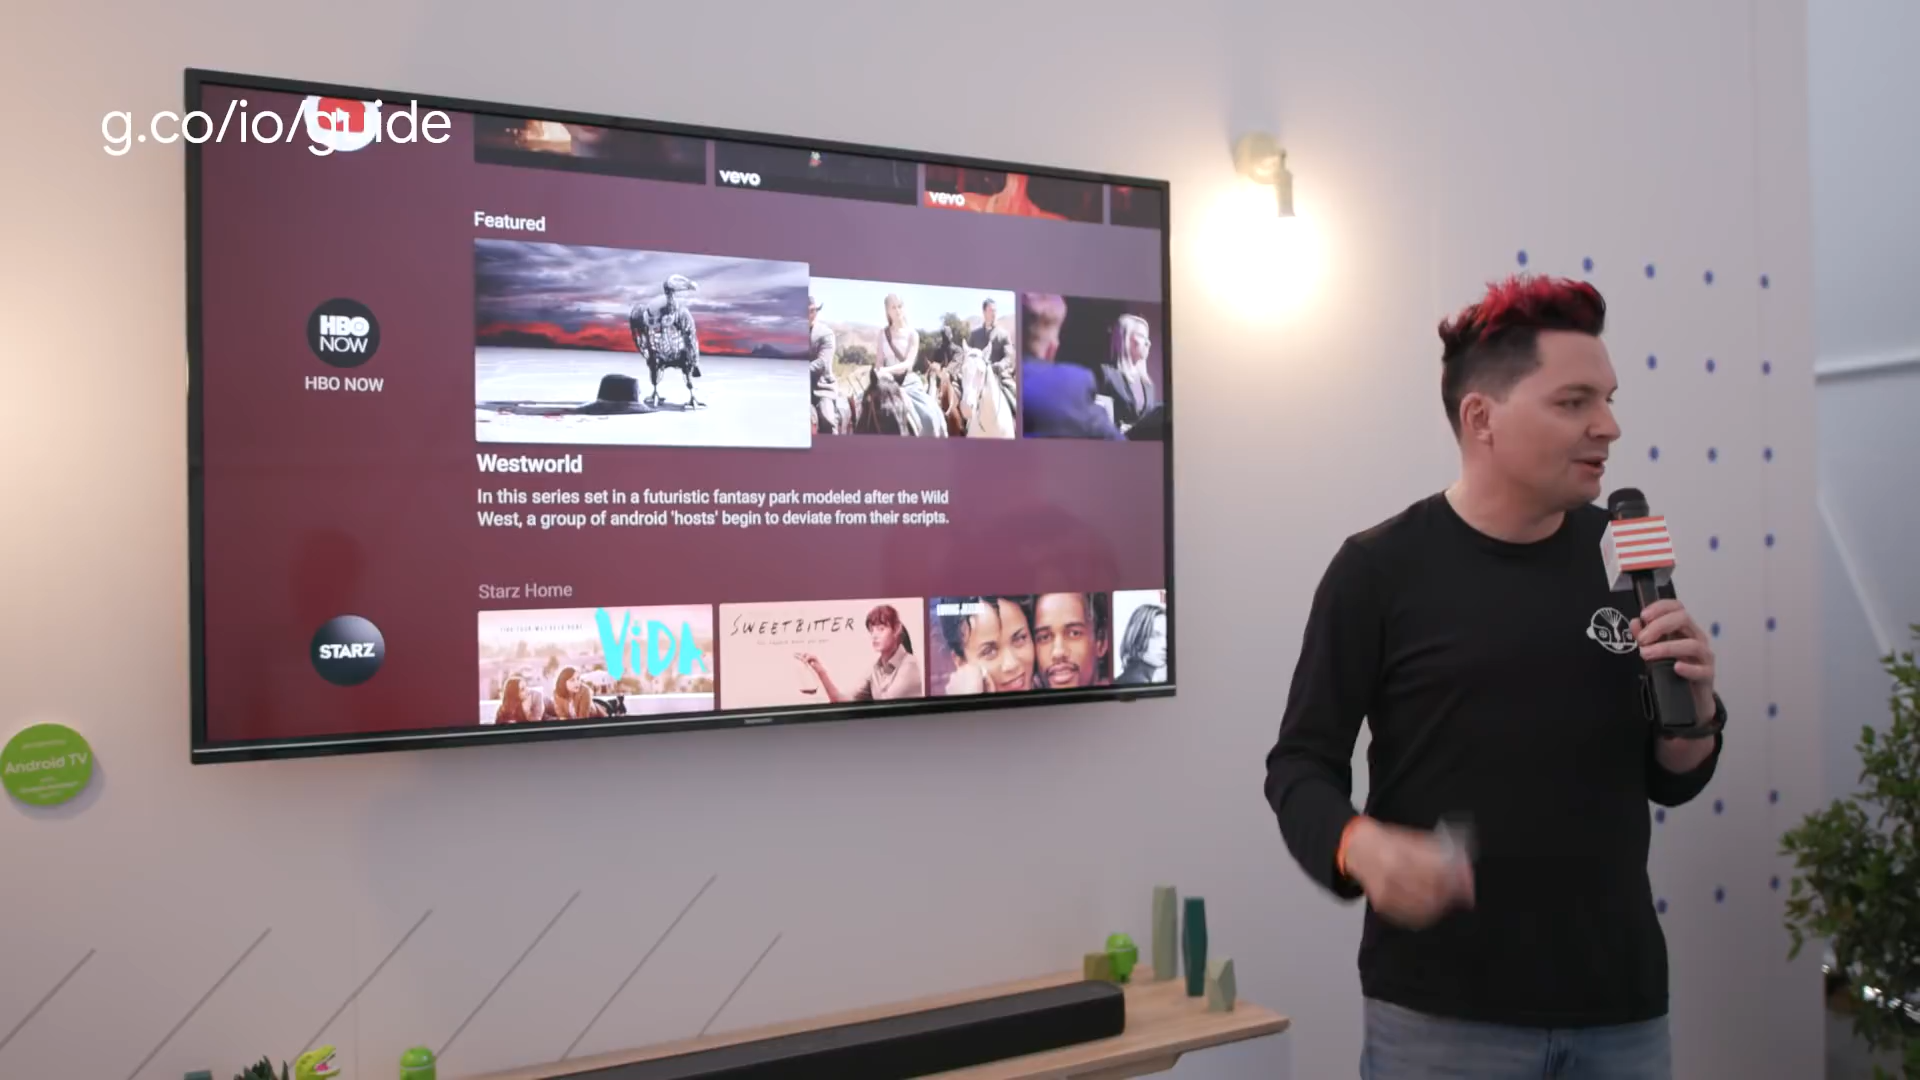 g.co/io/guide
vevo
vevo
Featured
HBO
NOW
HBO NOW
Westworld
In this series set in a futuristic fantasy park modeled after the Wild
West, a group of android 'hosts' begin to deviate from their scripts.
Starz Home
STARZ
VIDA
SWEETBITTER
Android TV